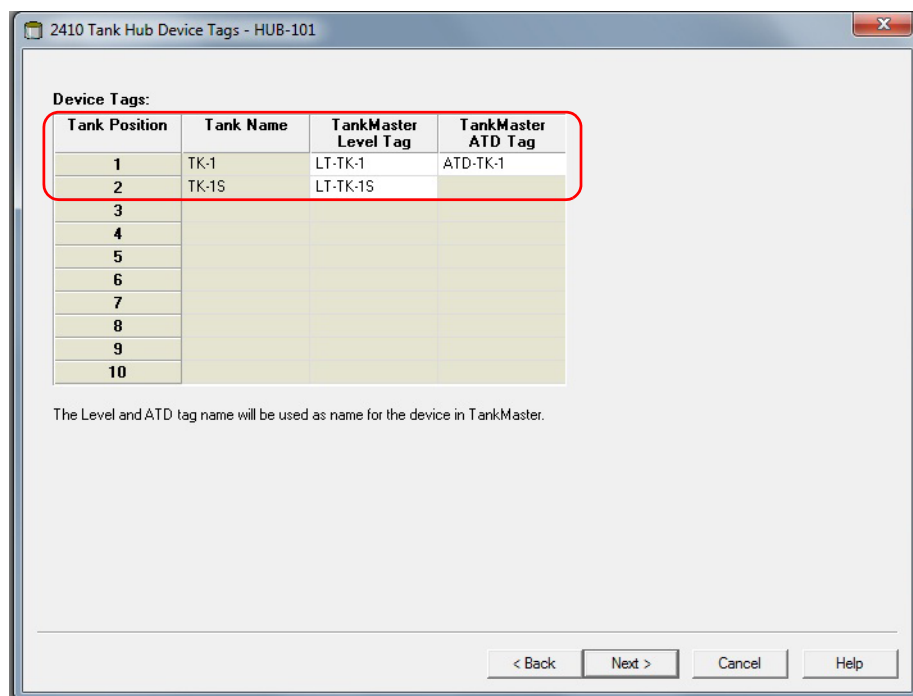 2410 Tank Hub Device Tags - HUB-101
Device Tags:
Tank Position Tank Name TankMaster Level Tag TankMaster ATD Tag
1 TK-1 LT-TK-1 ATD-TK-1
2 TK-1S LT-TK-1S
3
4
5
6
7
8
9
10
The Level and ATD tag name will be used as name for the device in TankMaster.
< Back Next > Cancel Help